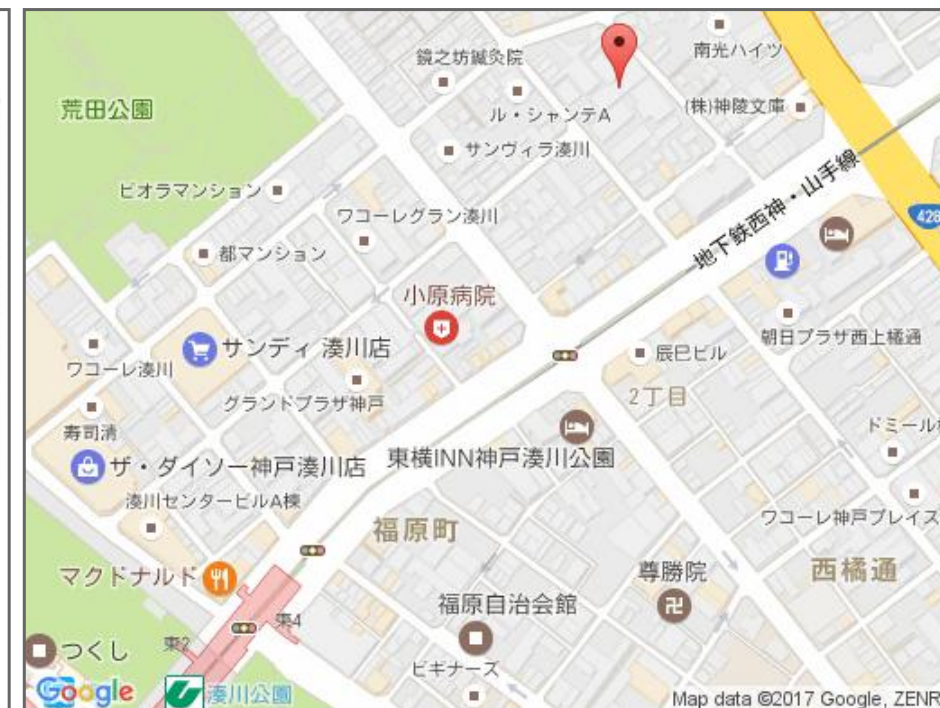 鏡之坊鍼灸院
南光ハイツ
荒田公園
ル・シャンテA
(株)神陵文庫
サンヴィラ湊川
ビオラマンション
ワコーレグラン湊川
地下鉄西神・山手線
428
都マンション
小原病院
サンディ 湊川店
朝日プラザ西上橘通
ワコーレ湊川
辰巳ビル
グランドプラザ神戸
2丁目
寿司清
ドミール
ザ・ダイソー神戸湊川店
東横INN神戸湊川公園
湊川センタービルA棟
ワコーレ神戸プレイス
福原町
マクドナルド
尊勝院
西橘通
福原自治会館
東4
東2
つくし
ビギナーズ
Google
湊川公園
Map data ©2017 Google, ZENR